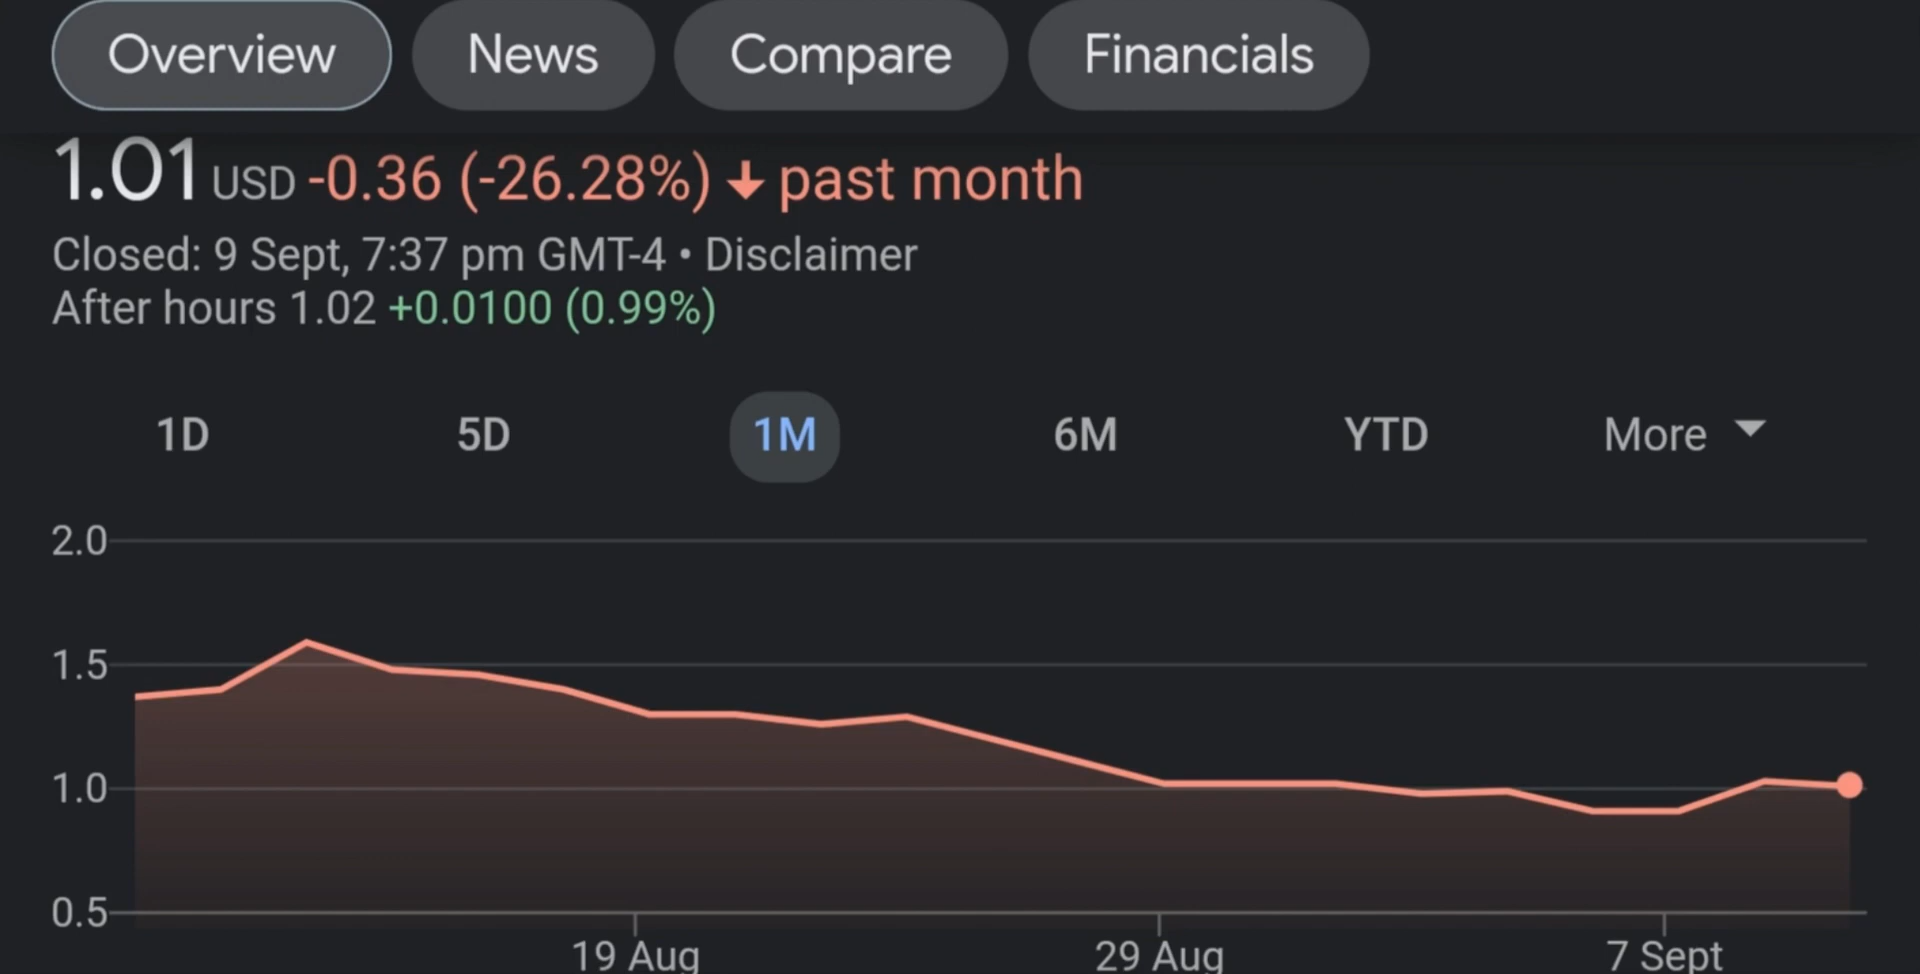 Overview News Compare Financials
1.01 USD -0.36 (-26.28%) ↓ past month
Closed: 9 Sept, 7:37 pm GMT-4 • Disclaimer
After hours 1.02 +0.0100 (0.99%)
1D 5D 1M 6M YTD More
2.0
1.5
1.0
0.5
19 Aug 29 Aug 7 Sept